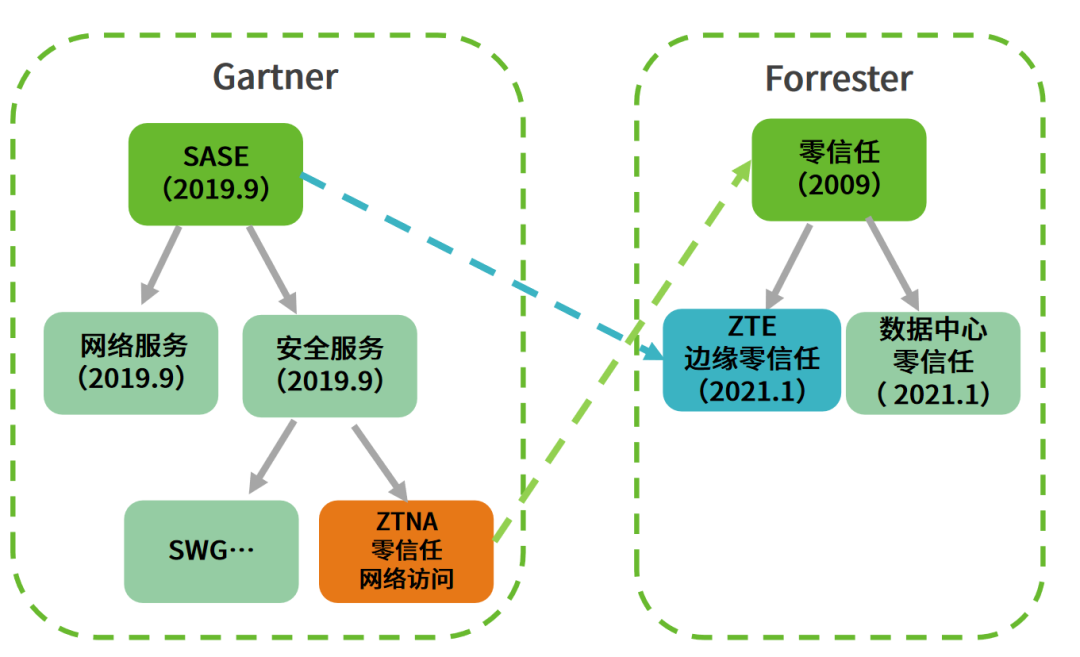 Gartner
SASE
（2019.9）
网络服务
（2019.9）
安全服务
（2019.9）
SWG…
ZTNA
零信任
网络访问
Forrester
零信任
（2009）
ZTE
边缘零信任
（2021.1）
数据中心
零信任
（ 2021.1）